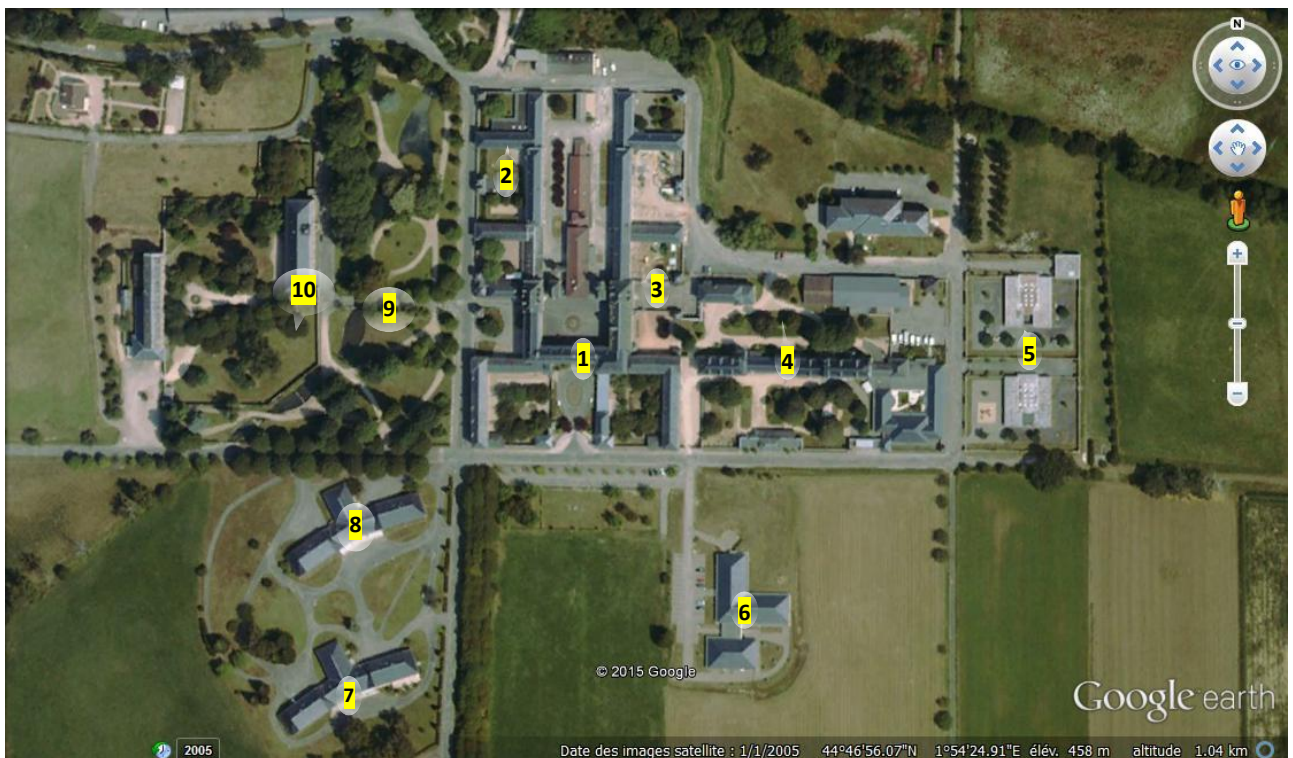 N
2
10
9
3
1
4
5
8
6
7
© 2015 Google
Google earth
2005
Date des images satellite : 1/1/2005 44°46'56.07"N 1°54'24.91"E élév. 458 m altitude 1.04 km